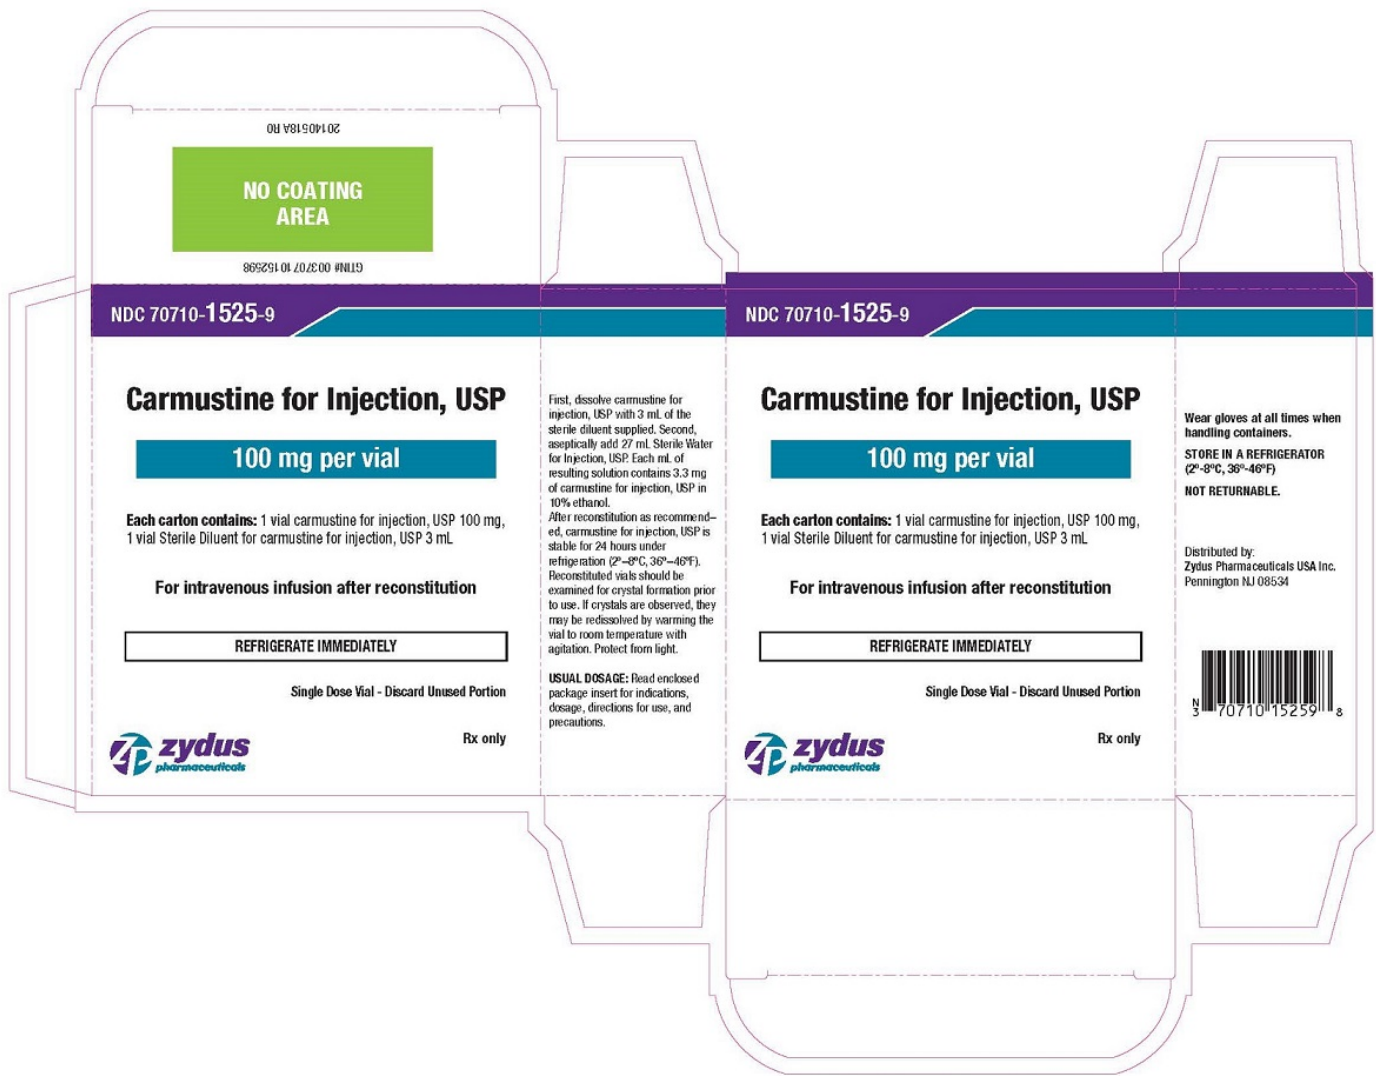 20140518A R0
NO COATING
AREA
GTIN# 00370710152598
NDC 70710-1525-9
Carmustine for Injection, USP
100 mg per vial
Each carton contains: 1 vial carmustine for injection, USP 100 mg,
1 vial Sterile Diluent for carmustine for injection, USP 3 mL
For intravenous infusion after reconstitution
REFRIGERATE IMMEDIATELY
Single Dose Vial - Discard Unused Portion
Rx only
zydus
pharmaceuticals
First, dissolve carmustine for
injection, USP with 3 mL of the
sterile diluent supplied. Second,
aseptically add 27 mL Sterile Water
for Injection, USP. Each mL of
resulting solution contains 3.3 mg
of carmustine for injection, USP in
10% ethanol.
After reconstitution as recommend–
ed, carmustine for injection, USP is
stable for 24 hours under
refrigeration (2º–8ºC, 36º–46ºF).
Reconstituted vials should be
examined for crystal formation prior
to use. If crystals are observed, they
may be redissolved by warming the
vial to room temperature with
agitation. Protect from light.
USUAL DOSAGE: Read enclosed
package insert for indications,
dosage, directions for use, and
precautions.
NDC 70710-1525-9
Carmustine for Injection, USP
100 mg per vial
Each carton contains: 1 vial carmustine for injection, USP 100 mg,
1 vial Sterile Diluent for carmustine for injection, USP 3 mL
For intravenous infusion after reconstitution
REFRIGERATE IMMEDIATELY
Single Dose Vial - Discard Unused Portion
Rx only
zydus
pharmaceuticals
Wear gloves at all times when
handling containers.
STORE IN A REFRIGERATOR
(2º-8ºC, 36º-46ºF)
NOT RETURNABLE.
Distributed by:
Zydus Pharmaceuticals USA Inc.
Pennington NJ 08534
N
3 70710 15259 8